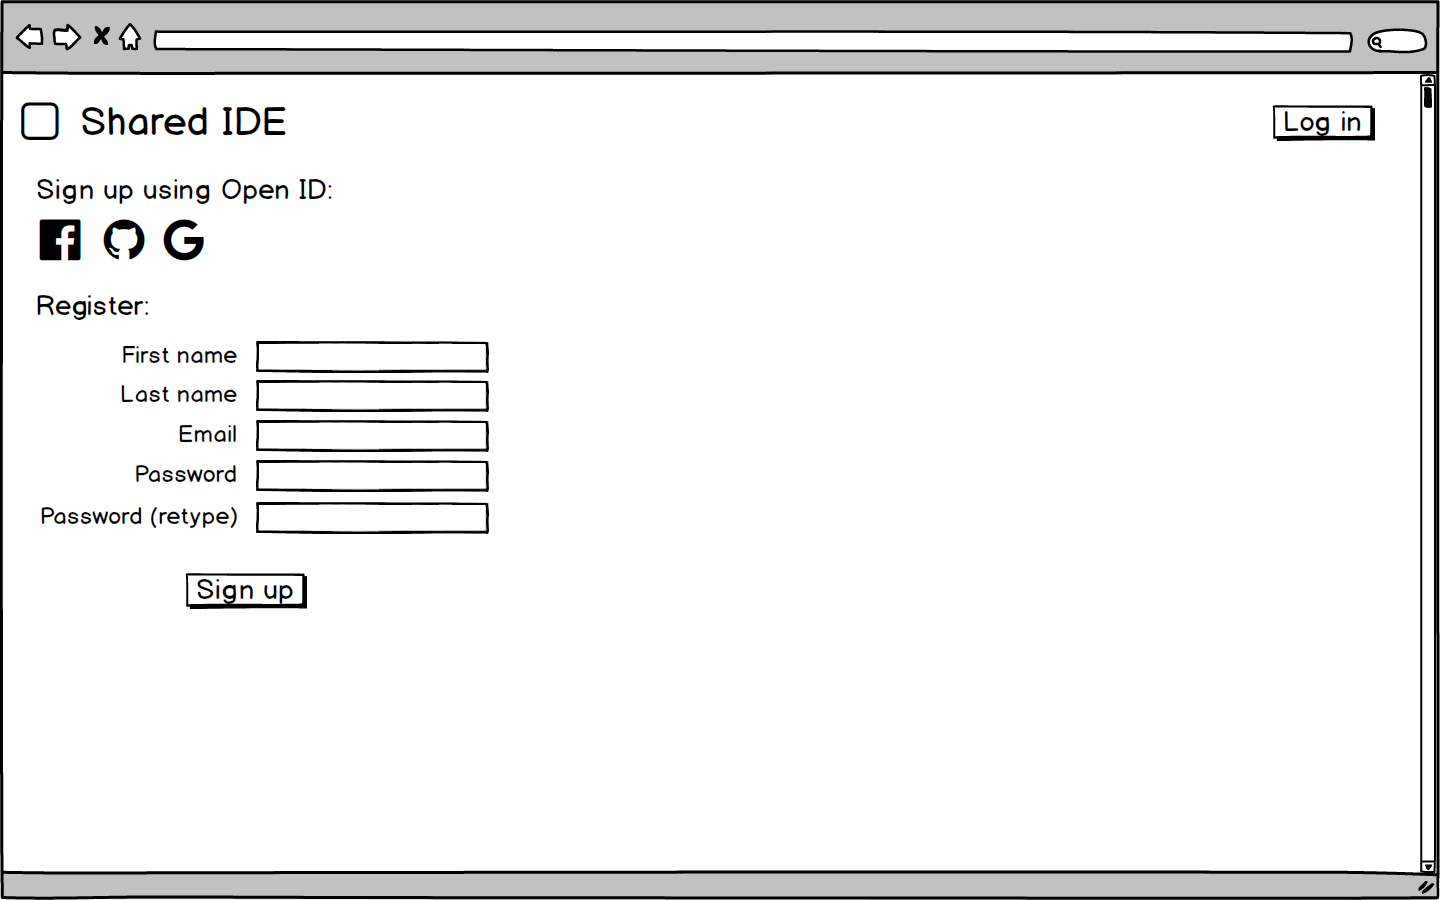 Shared IDE
Log in
Sign up using Open ID:
Register:
First name
Last name
Email
Password
Password (retype)
Sign up